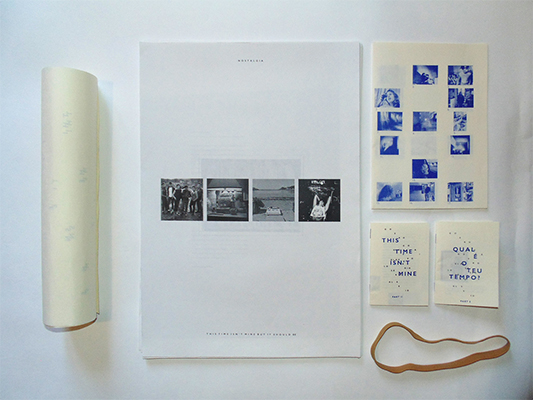 NOSTALGIA
THIS TIME ISN'T MINE BUT IT SHOULD BE
THIS
TIME
ISN'T
MINE
PART 1
QUAL
É
O
TEU
TEMPO?
PART 2